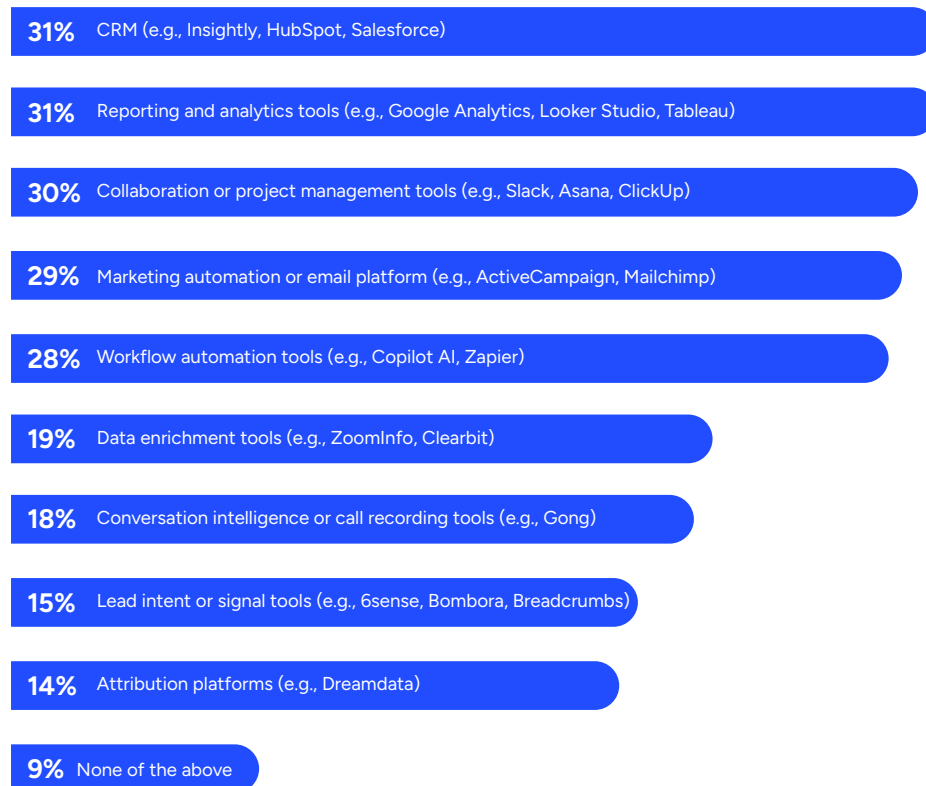 31% CRM (e.g., Insightly, HubSpot, Salesforce)
31% Reporting and analytics tools (e.g., Google Analytics, Looker Studio, Tableau)
30% Collaboration or project management tools (e.g., Slack, Asana, ClickUp)
29% Marketing automation or email platform (e.g., ActiveCampaign, Mailchimp)
28% Workflow automation tools (e.g., Copilot AI, Zapier)
19% Data enrichment tools (e.g., ZoomInfo, Clearbit)
18% Conversation intelligence or call recording tools (e.g., Gong)
15% Lead intent or signal tools (e.g., 6sense, Bombora, Breadcrumbs)
14% Attribution platforms (e.g., Dreamdata)
9% None of the above